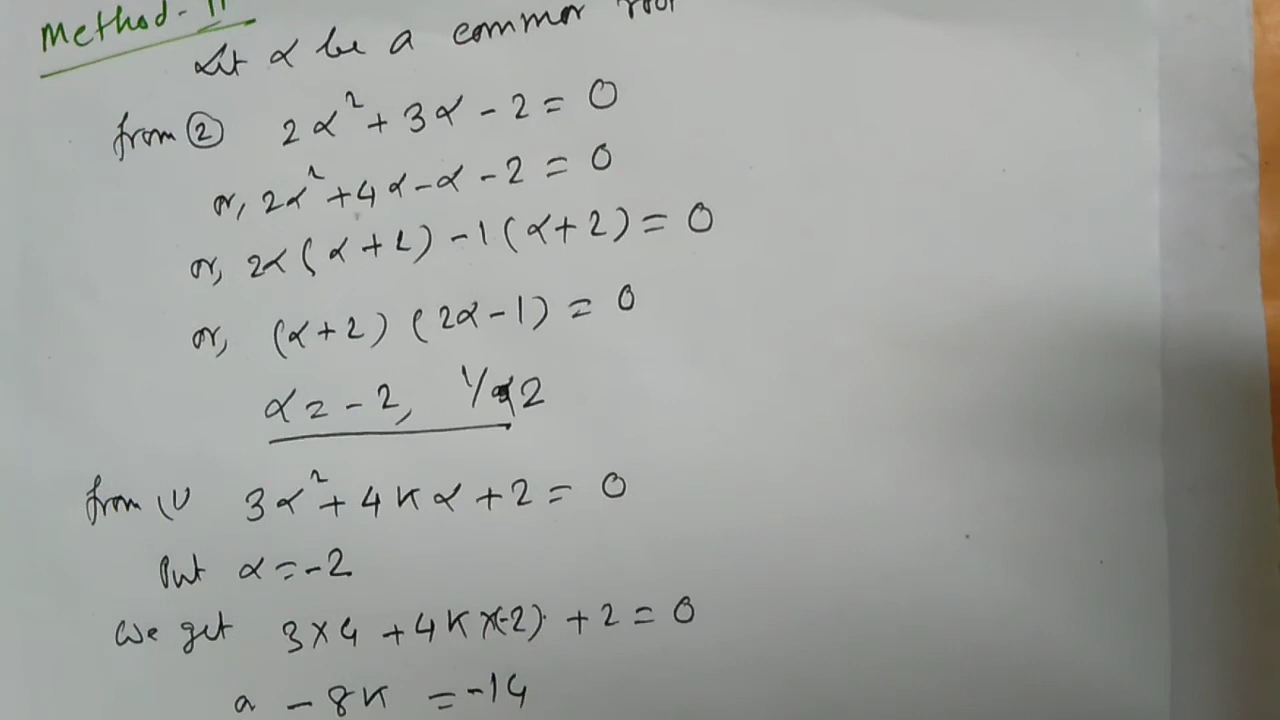 Method - II
Let α be a common root
from ② 2α² + 3α - 2 = 0
or, 2α² + 4α - α - 2 = 0
or, 2α (α + 2) - 1 (α + 2) = 0
or, (α + 2) (2α - 1) = 0
α = - 2, 1/2
from (1) 3α² + 4Kα + 2 = 0
Put α = -2
We get 3 × 4 + 4K × (-2) + 2 = 0
or - 8K = -14